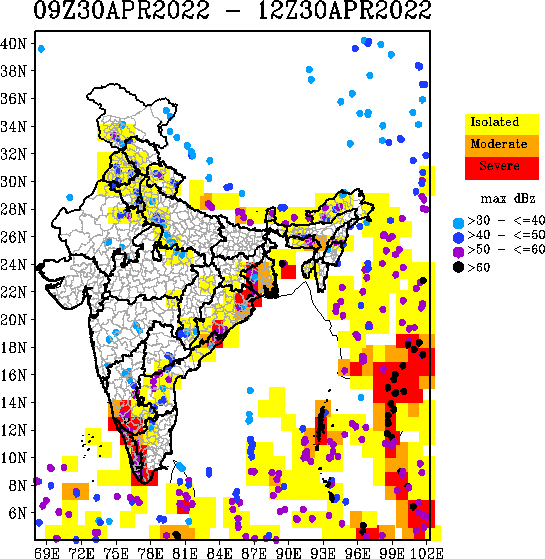 09Z30APR2022 – 12Z30APR2022
40N
38N
36N
34N
32N
30N
28N
26N
24N
22N
20N
18N
16N
14N
12N
10N
8N
6N
69E 72E 75E 78E 81E 84E 87E 90E 93E 96E 99E 102E
Isolated
Moderate
Severe
max dBz
>30 - <=40
>40 - <=50
>50 - <=60
>60